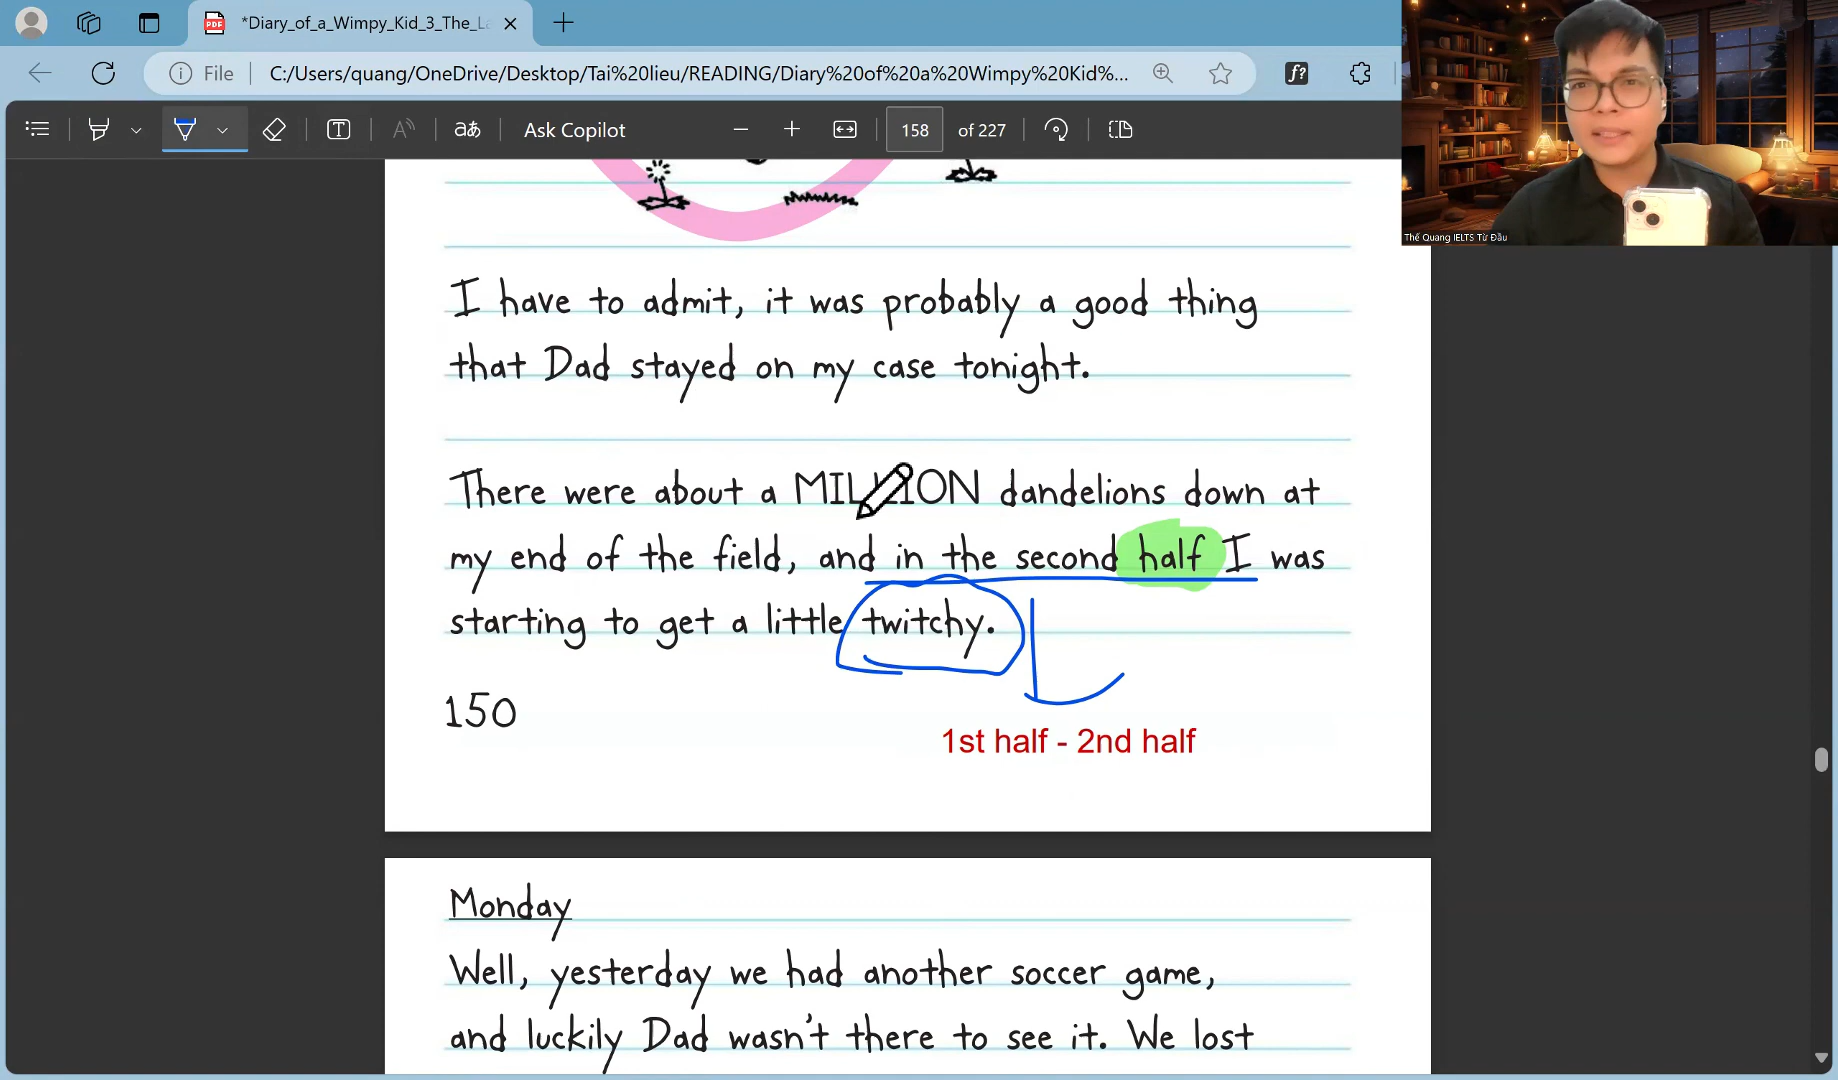 *Diary_of_a_Wimpy_Kid_3_The_La
File
C:/Users/quang/OneDrive/Desktop/Tai%20lieu/READING/Diary%20of%20a%20Wimpy%20Kid%...
Ask Copilot
158 of 227
Thế Quang IELTS Từ Đầu
I have to admit, it was probably a good thing
that Dad stayed on my case tonight.
There were about a MILLION dandelions down at
my end of the field, and in the second half I was
starting to get a little twitchy.
150
1st half - 2nd half
Monday
Well, yesterday we had another soccer game,
and luckily Dad wasn't there to see it. We lost